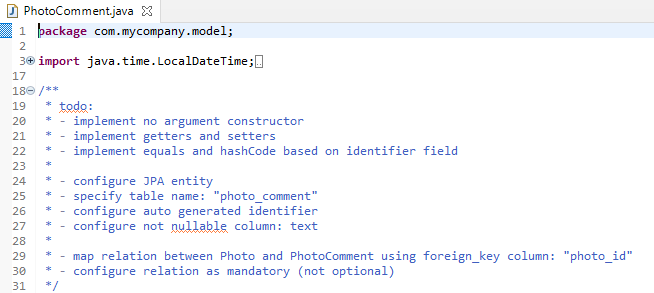 PhotoComment.java
1 package com.mycompany.model;
2
3 import java.time.LocalDateTime;
17
18 /**
19 * todo:
20 * - implement no argument constructor
21 * - implement getters and setters
22 * - implement equals and hashCode based on identifier field
23 *
24 * - configure JPA entity
25 * - specify table name: "photo_comment"
26 * - configure auto generated identifier
27 * - configure not nullable column: text
28 *
29 * - map relation between Photo and PhotoComment using foreign_key column: "photo_id"
30 * - configure relation as mandatory (not optional)
31 */